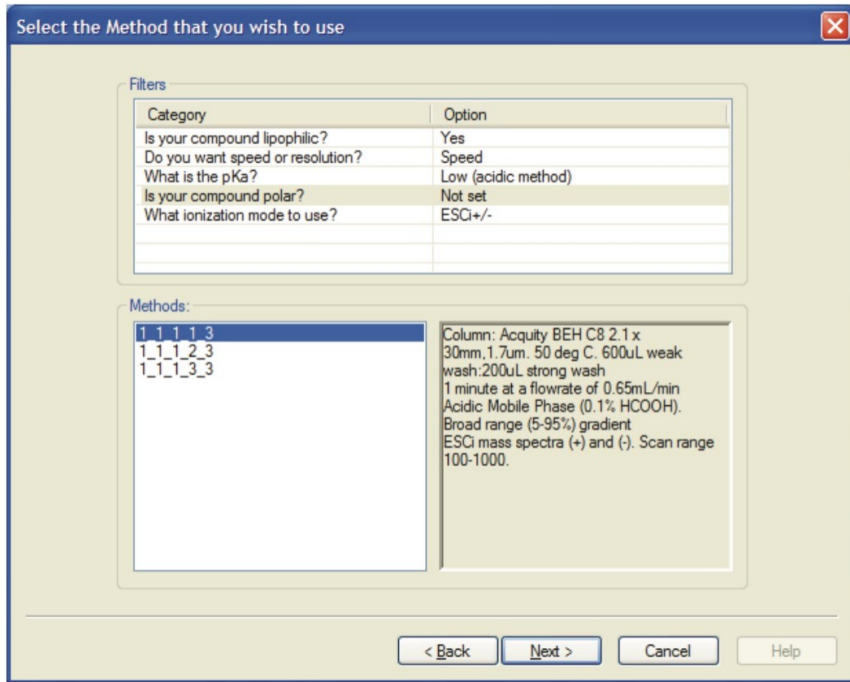 Select the Method that you wish to use
Filters
Category Option
Is your compound lipophilic? Yes
Do you want speed or resolution? Speed
What is the pKa? Low (acidic method)
Is your compound polar? Not set
What ionization mode to use? ESCi+/-
Methods:
1_1_1_1_3
1_1_1_2_3
1_1_1_3_3
Column: Acquity BEH C8 2.1 x
30mm,1.7um. 50 deg C. 600uL weak
wash:200uL strong wash
1 minute at a flowrate of 0.65mL/min
Acidic Mobile Phase (0.1% HCOOH).
Broad range (5-95%) gradient
ESCi mass spectra (+) and (-). Scan range
100-1000.
< Back Next > Cancel Help